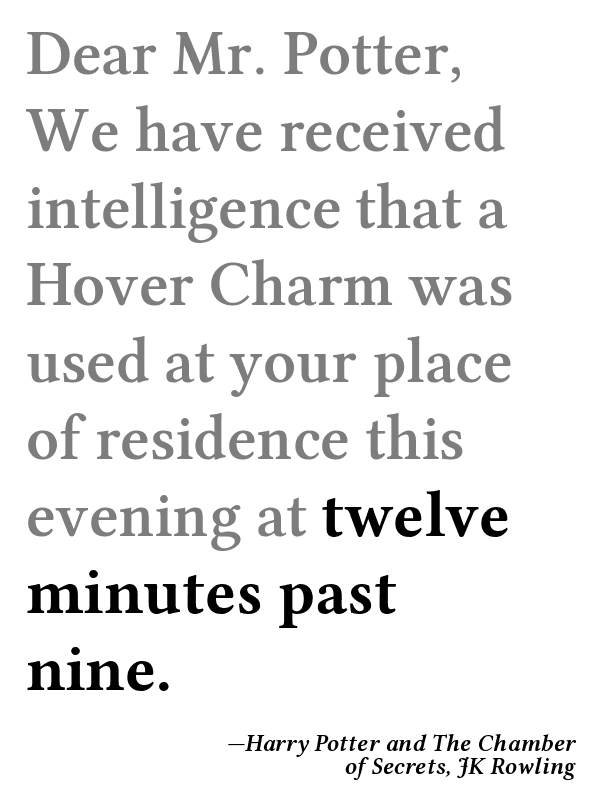 Dear Mr. Potter,
We have received
intelligence that a
Hover Charm was
used at your place
of residence this
evening at twelve
minutes past
nine.
—Harry Potter and The Chamber
of Secrets, JK Rowling